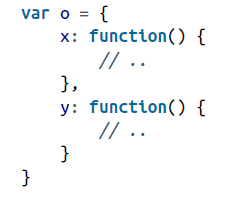 var o = {
    x: function() {
        // ..
    },
    y: function() {
        // ..
    }
}